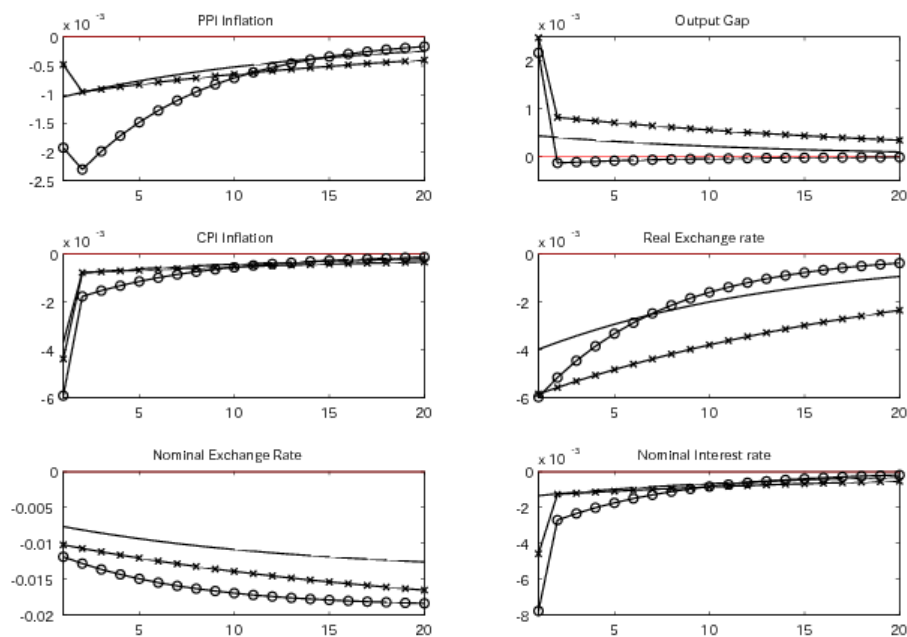 PPI Inflation
x 10 -3
0
-0.5
-1
-1.5
-2
-2.5
5 10 15 20
Output Gap
x 10 -3
2
1
0
5 10 15 20
CPI Inflation
x 10 -3
0
-2
-4
-6
5 10 15 20
Real Exchange rate
x 10 -3
0
-2
-4
-6
5 10 15 20
Nominal Exchange Rate
0
-0.005
-0.01
-0.015
-0.02
5 10 15 20
Nominal Interest rate
x 10 -3
0
-2
-4
-6
-8
5 10 15 20